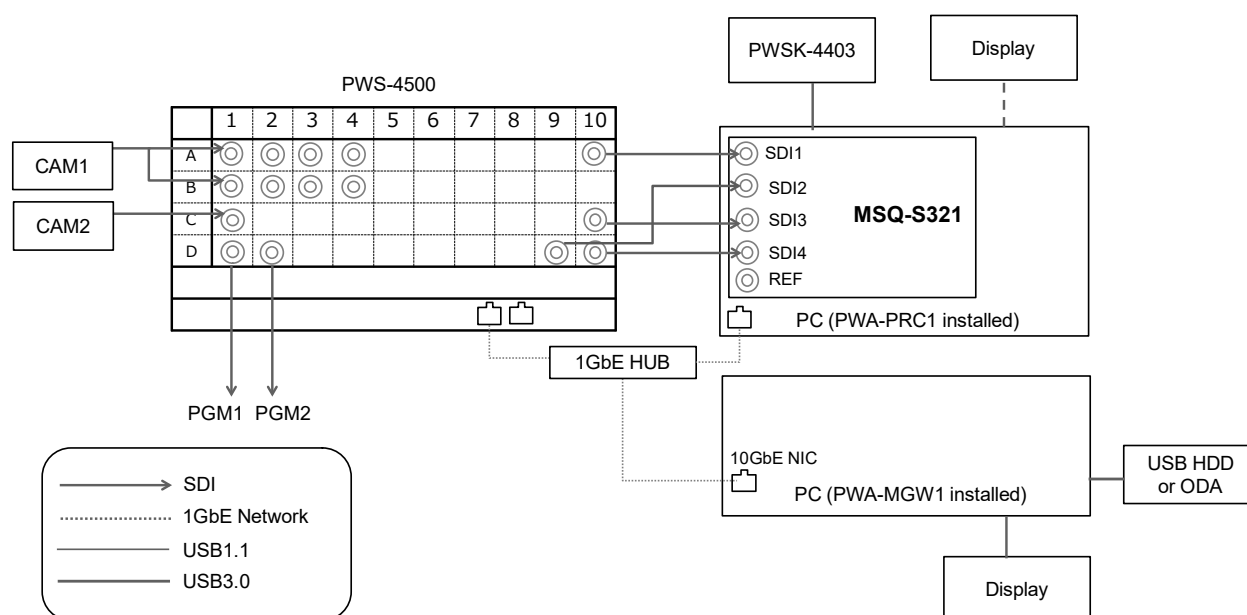 PWSK-4403
Display
PWS-4500
1 2 3 4 5 6 7 8 9 10
A
B
C
D
CAM1
CAM2
SDI1
SDI2
SDI3
SDI4
REF
MSQ-S321
PC (PWA-PRC1 installed)
1GbE HUB
PGM1 PGM2
10GbE NIC
PC (PWA-MGW1 installed)
USB HDD
or ODA
Display
SDI
1GbE Network
USB1.1
USB3.0